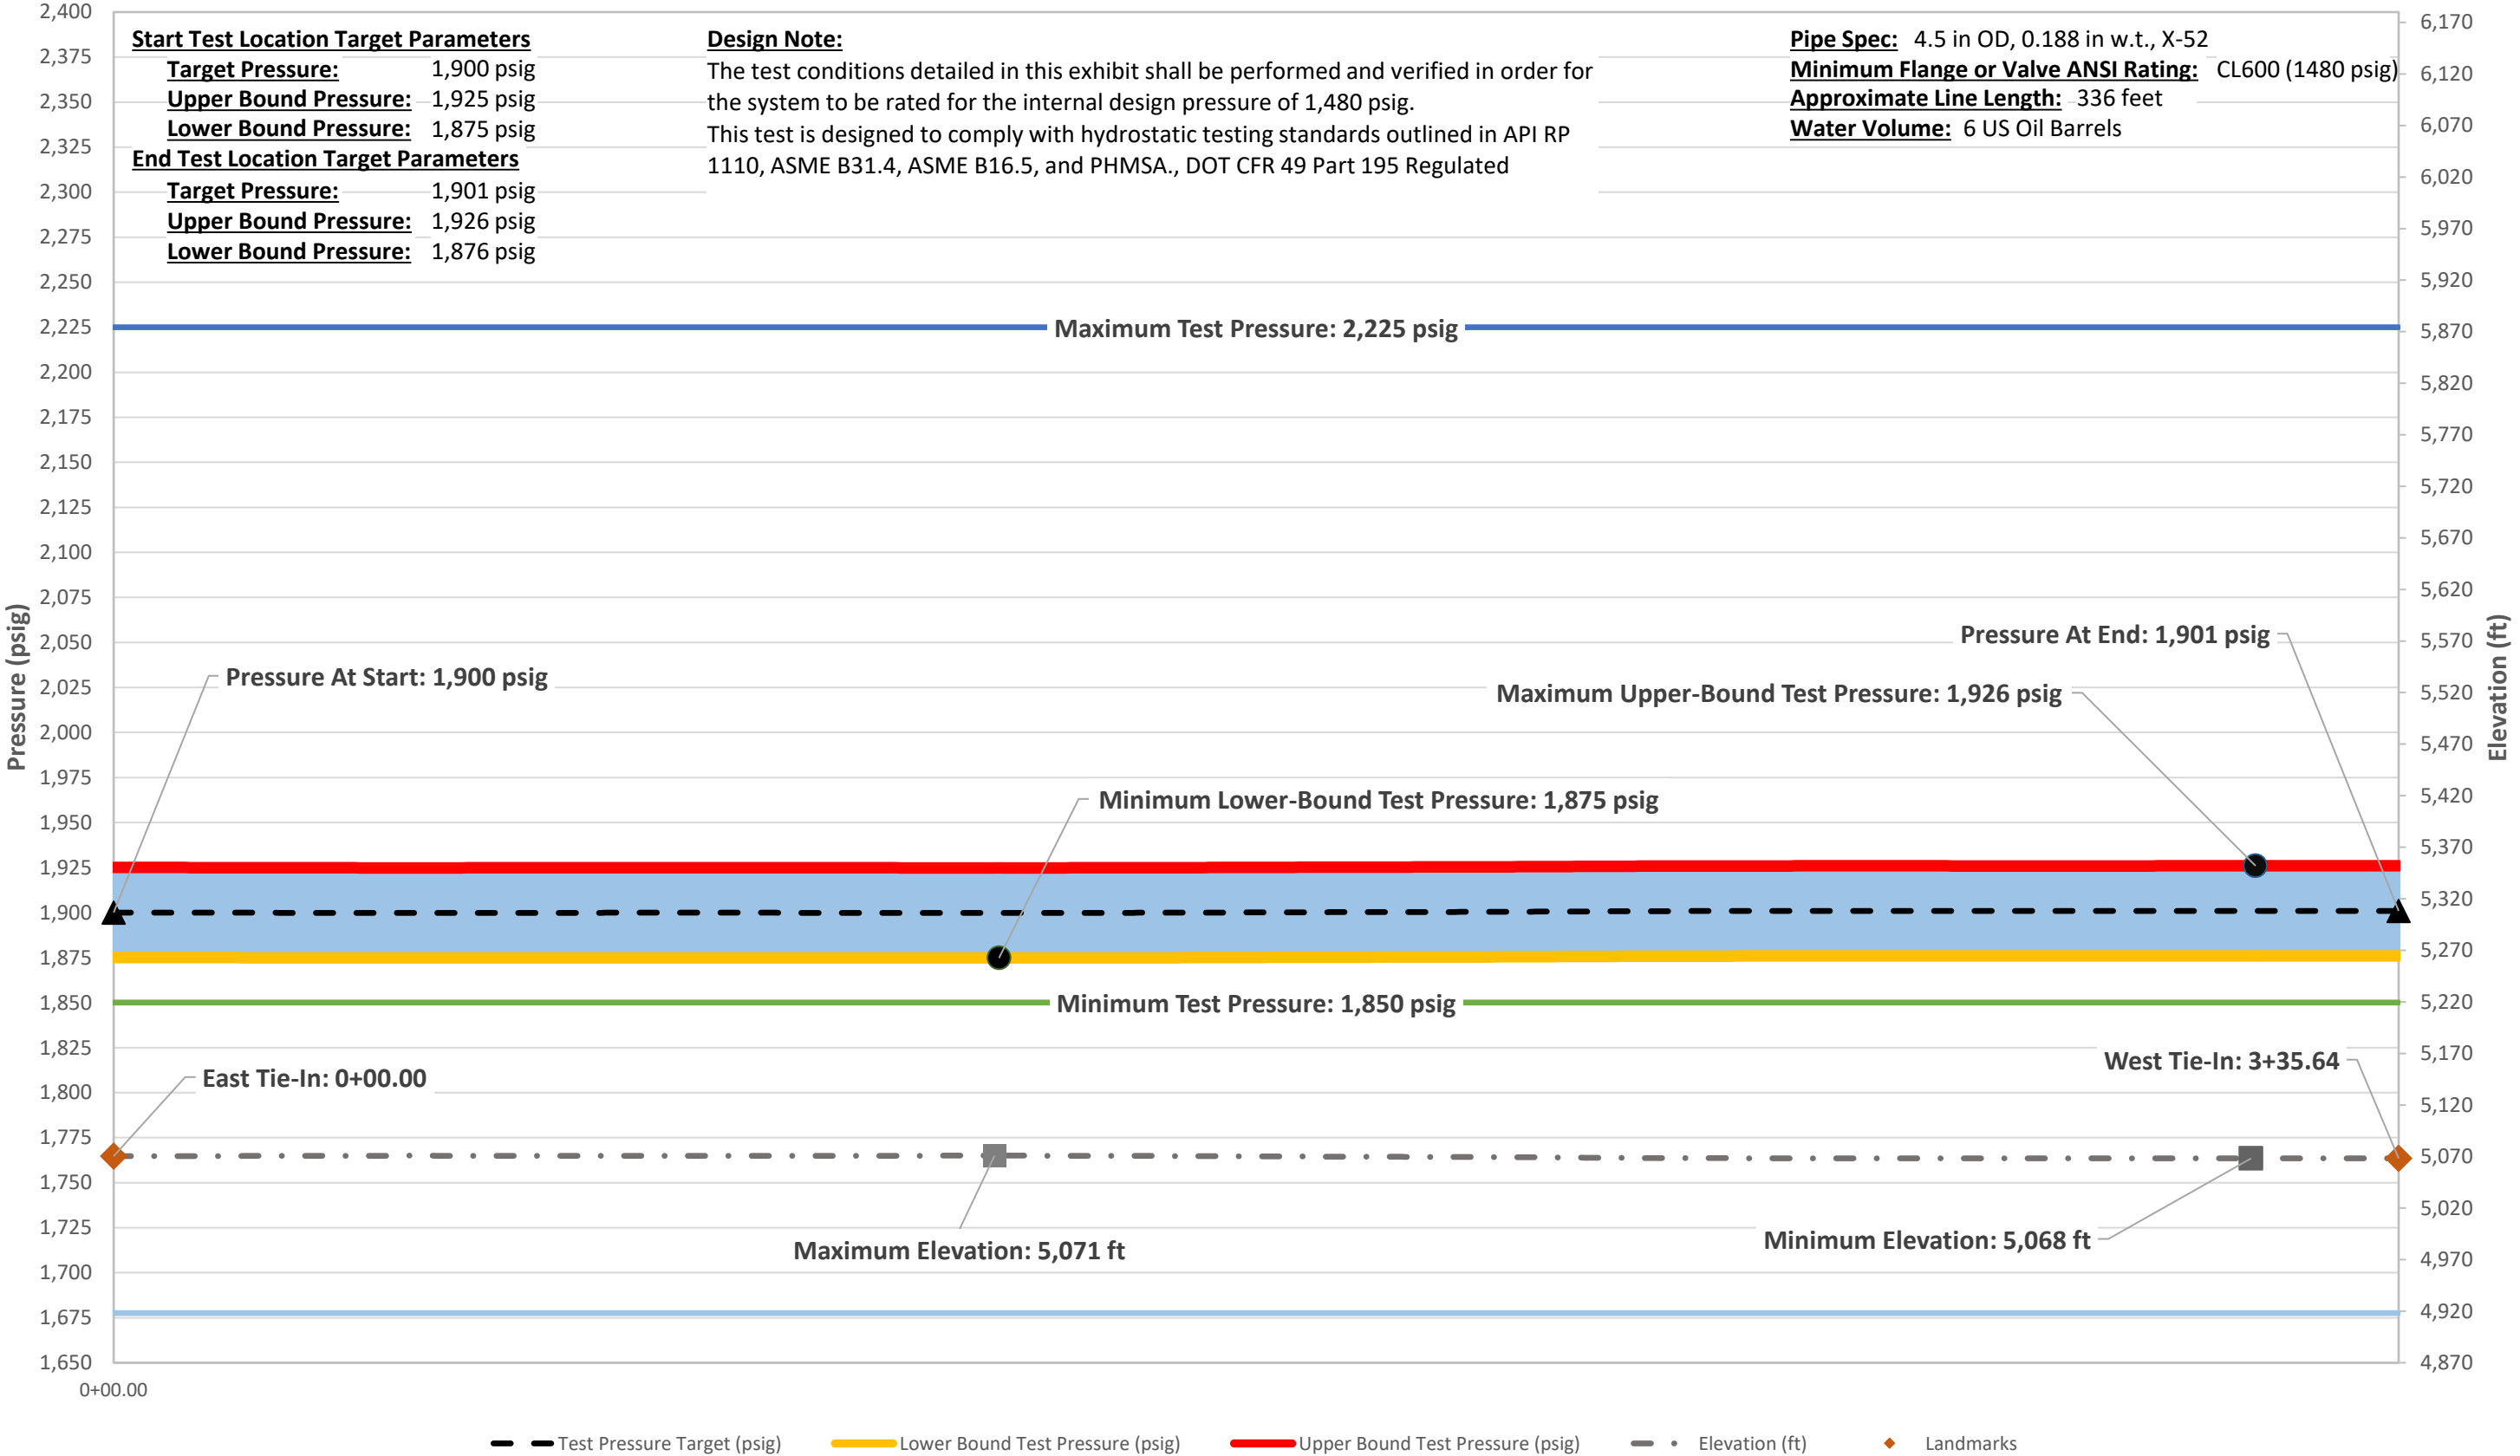 Start Test Location Target Parameters
Target Pressure: 1,900 psig
Upper Bound Pressure: 1,925 psig
Lower Bound Pressure: 1,875 psig
End Test Location Target Parameters
Target Pressure: 1,901 psig
Upper Bound Pressure: 1,926 psig
Lower Bound Pressure: 1,876 psig
Design Note:
The test conditions detailed in this exhibit shall be performed and verified in order for
the system to be rated for the internal design pressure of 1,480 psig.
This test is designed to comply with hydrostatic testing standards outlined in API RP
1110, ASME B31.4, ASME B16.5, and PHMSA., DOT CFR 49 Part 195 Regulated
Pipe Spec: 4.5 in OD, 0.188 in w.t., X-52
Minimum Flange or Valve ANSI Rating: CL600 (1480 psig)
Approximate Line Length: 336 feet
Water Volume: 6 US Oil Barrels
Pressure (psig)
2,400
2,375
2,350
2,325
2,300
2,275
2,250
2,225
2,200
2,175
2,150
2,125
2,100
2,075
2,050
2,025
2,000
1,975
1,950
1,925
1,900
1,875
1,850
1,825
1,800
1,775
1,750
1,725
1,700
1,675
1,650
Maximum Test Pressure: 2,225 psig
Pressure At End: 1,901 psig
Pressure At Start: 1,900 psig
Maximum Upper-Bound Test Pressure: 1,926 psig
Minimum Lower-Bound Test Pressure: 1,875 psig
Minimum Test Pressure: 1,850 psig
West Tie-In: 3+35.64
East Tie-In: 0+00.00
Minimum Elevation: 5,068 ft
Maximum Elevation: 5,071 ft
6,170
6,120
6,070
6,020
5,970
5,920
5,870
5,820
5,770
5,720
5,670
5,620
5,570
5,520
5,470
5,420
5,370
5,320
5,270
5,220
5,170
5,120
5,070
5,020
4,970
4,920
4,870
Elevation (ft)
0+00.00
Test Pressure Target (psig)
Lower Bound Test Pressure (psig)
Upper Bound Test Pressure (psig)
Elevation (ft)
Landmarks